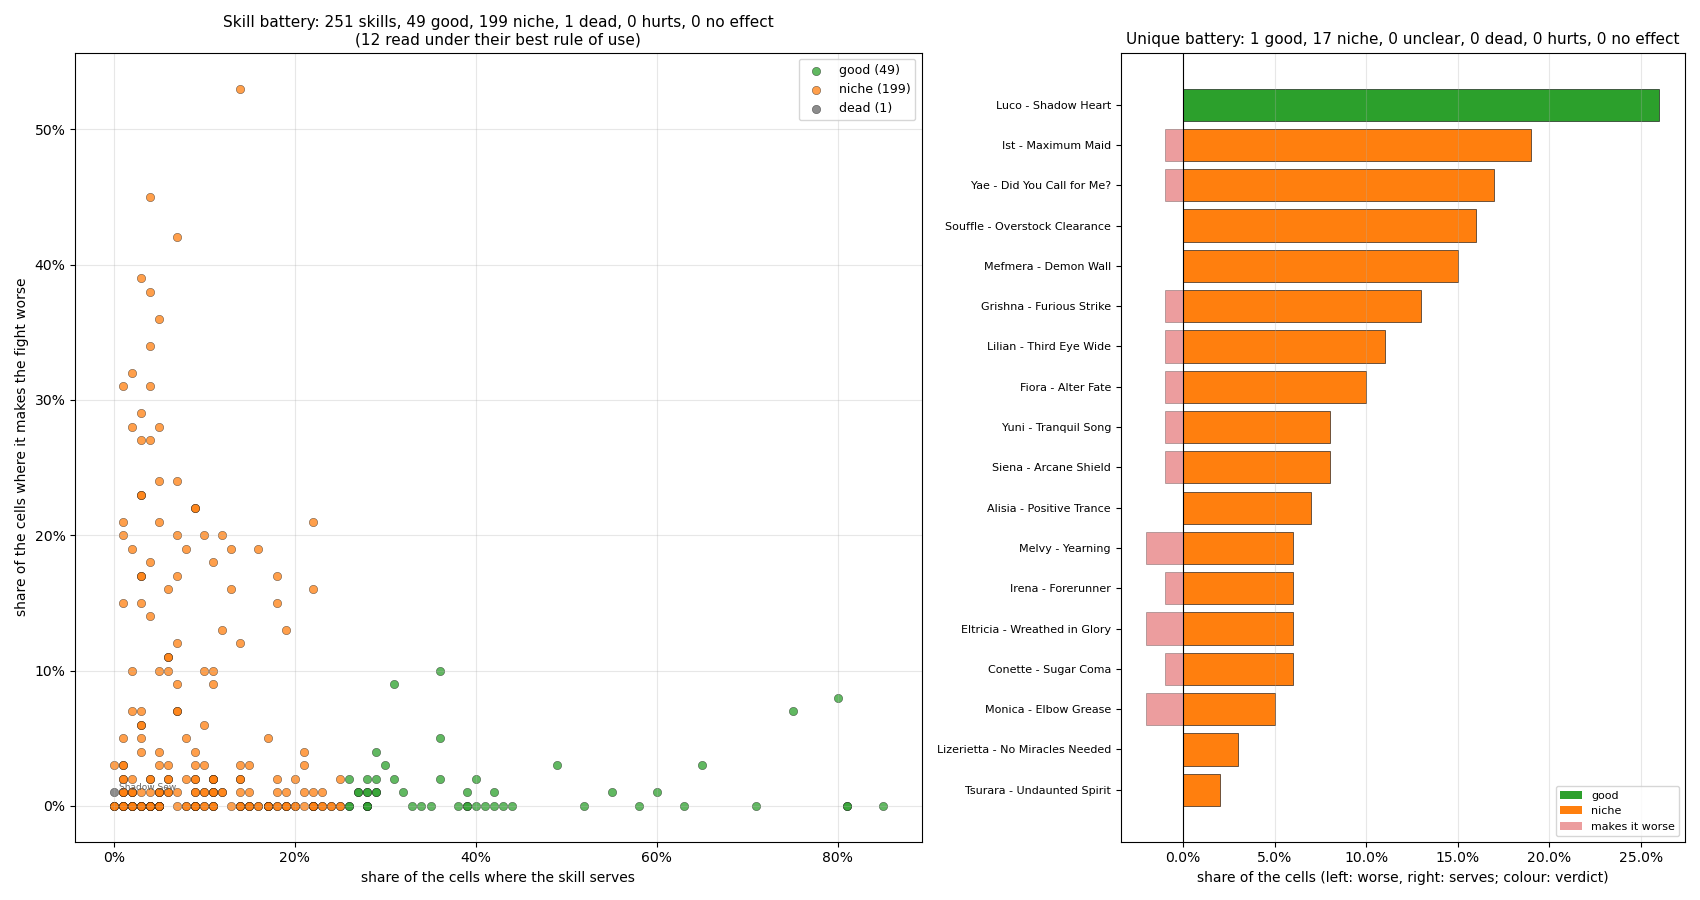 Skill battery: 251 skills, 49 good, 199 niche, 1 dead, 0 hurts, 0 no effect
(12 read under their best rule of use)
good (49)
niche (199)
dead (1)
50%
40%
30%
20%
10%
0%
share of the cells where it makes the fight worse
Shadow Sew
0%
20%
40%
60%
80%
share of the cells where the skill serves
Unique battery: 1 good, 17 niche, 0 unclear, 0 dead, 0 hurts, 0 no effect
Luco - Shadow Heart
Ist - Maximum Maid
Yae - Did You Call for Me?
Souffle - Overstock Clearance
Mefmera - Demon Wall
Grishna - Furious Strike
Lilian - Third Eye Wide
Fiora - Alter Fate
Yuni - Tranquil Song
Siena - Arcane Shield
Alisia - Positive Trance
Melvy - Yearning
Irena - Forerunner
Eltricia - Wreathed in Glory
Conette - Sugar Coma
Monica - Elbow Grease
Lizerietta - No Miracles Needed
Tsurara - Undaunted Spirit
good
niche
makes it worse
0.0%
5.0%
10.0%
15.0%
20.0%
25.0%
share of the cells (left: worse, right: serves; colour: verdict)